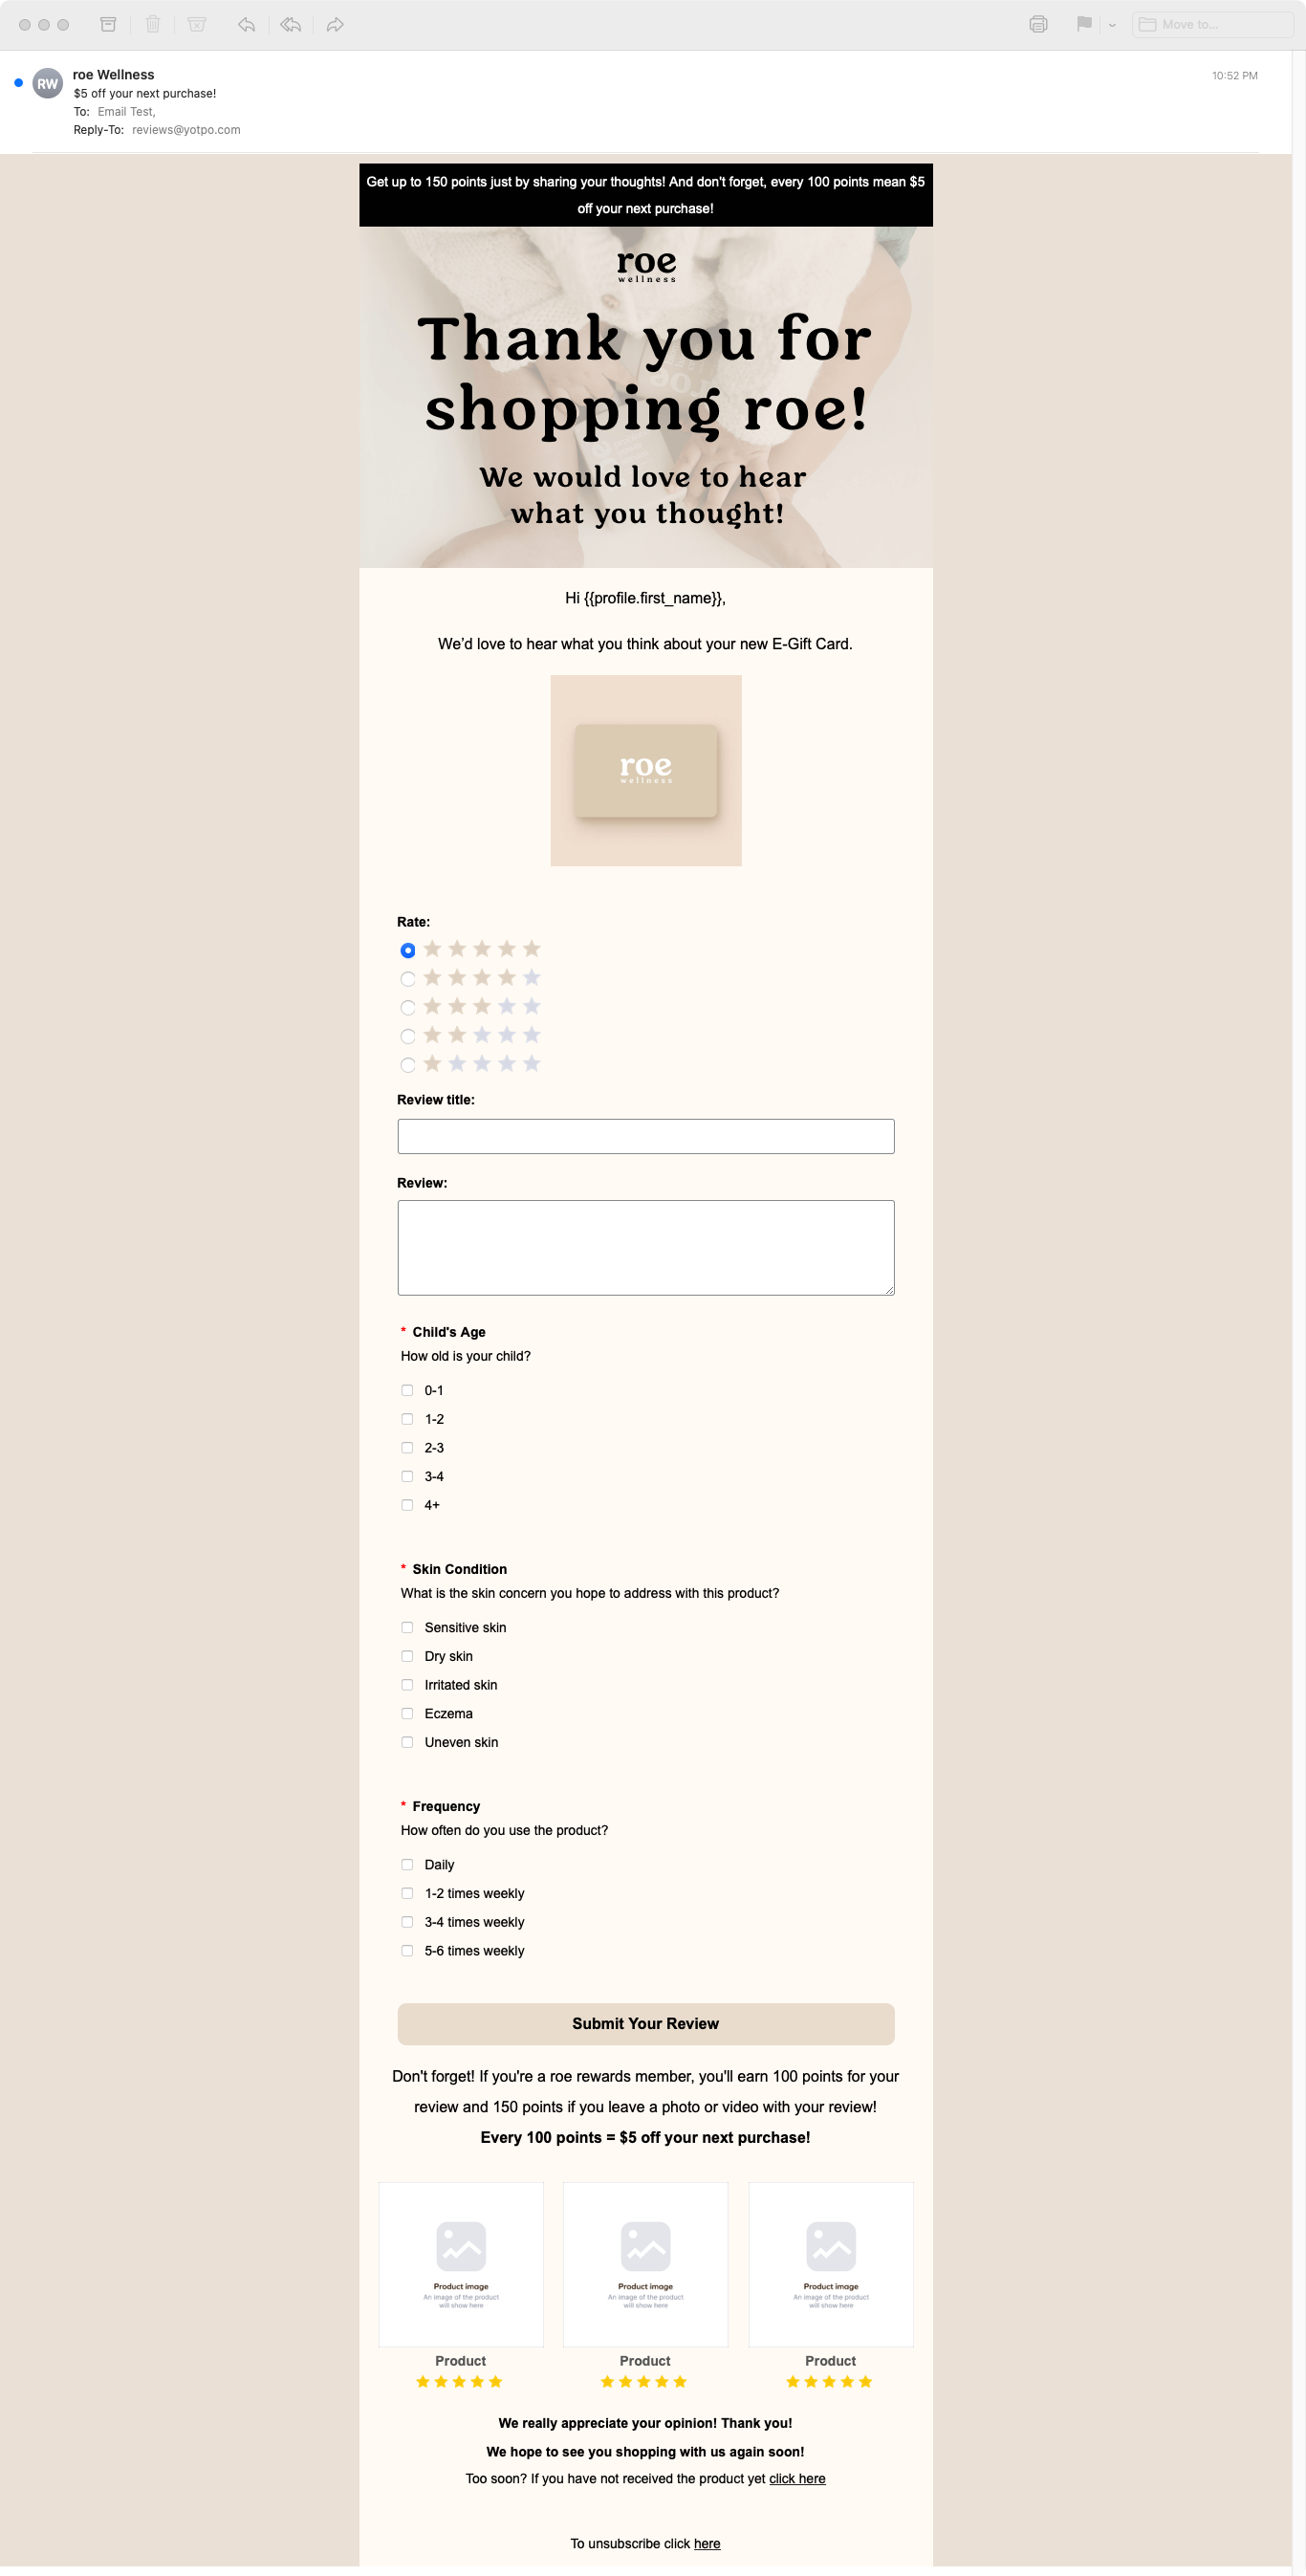 Move to...
RW
roe Wellness
10:52 PM
$5 off your next purchase!
To: Email Test,
Reply-To: reviews@yotpo.com
Get up to 150 points just by sharing your thoughts! And don't forget, every 100 points mean $5
off your next purchase!
roe
wellness
Thank you for
shopping roe!
We would love to hear
what you thought!
Hi {{profile.first_name}},
We'd love to hear what you think about your new E-Gift Card.
roe
wellness
Rate:
Review title:
Review:
* Child's Age
How old is your child?
0-1
1-2
2-3
3-4
4+
* Skin Condition
What is the skin concern you hope to address with this product?
Sensitive skin
Dry skin
Irritated skin
Eczema
Uneven skin
* Frequency
How often do you use the product?
Daily
1-2 times weekly
3-4 times weekly
5-6 times weekly
Submit Your Review
Don't forget! If you're a roe rewards member, you'll earn 100 points for your
review and 150 points if you leave a photo or video with your review!
Every 100 points = $5 off your next purchase!
Product image
An image of the product
will show here
Product
Product image
An image of the product
will show here
Product
Product image
An image of the product
will show here
Product
We really appreciate your opinion! Thank you!
We hope to see you shopping with us again soon!
Too soon? If you have not received the product yet click here
To unsubscribe click here